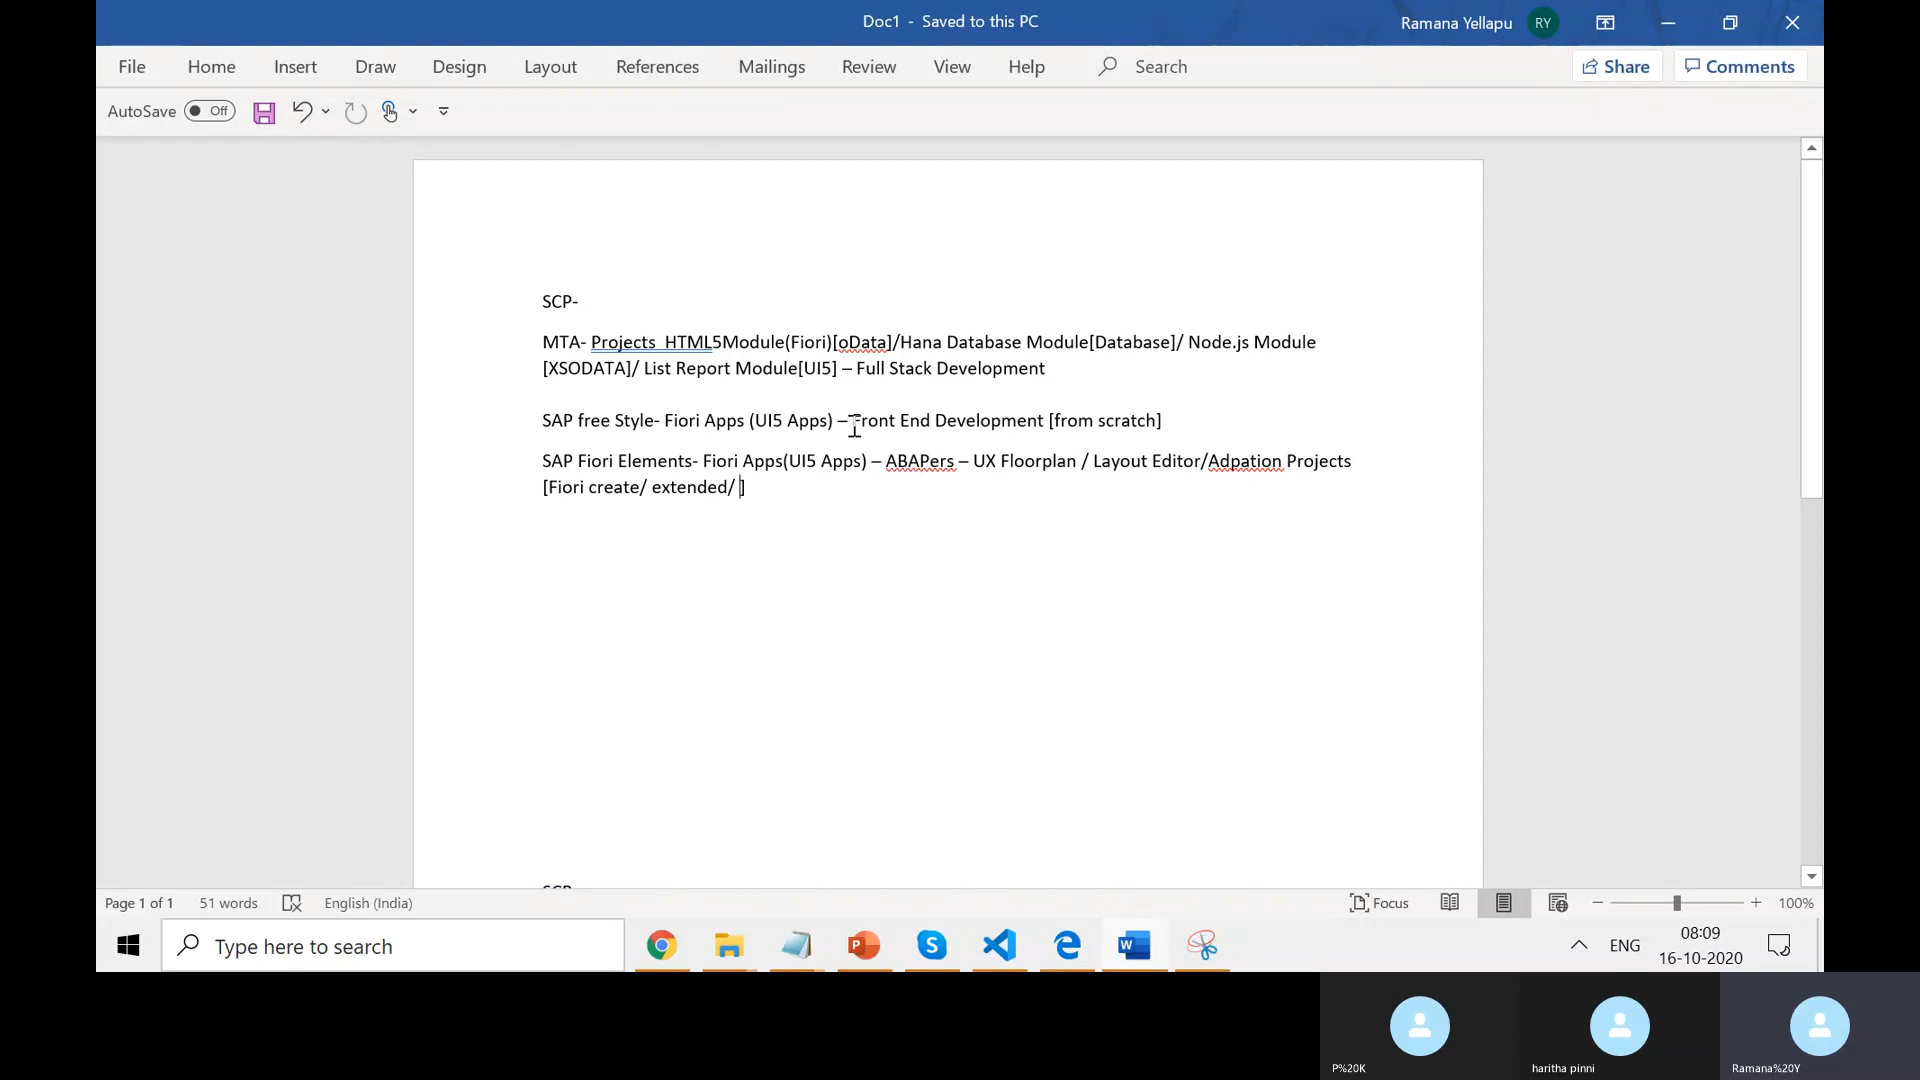 Doc1 - Saved to this PC
Ramana Yellapu
RY
File Home Insert Draw Design Layout References Mailings Review View Help Search
Share Comments
AutoSave Off
SCP-
MTA- Projects HTML5Module(Fiori)[oData]/Hana Database Module[Database]/ Node.js Module
[XSODATA]/ List Report Module[UI5] – Full Stack Development
SAP free Style- Fiori Apps (UI5 Apps) – Front End Development [from scratch]
SAP Fiori Elements- Fiori Apps(UI5 Apps) – ABAPers – UX Floorplan / Layout Editor/Adpation Projects
[Fiori create/ extended/ ]
Page 1 of 1 51 words English (India) Focus 100%
Type here to search
ENG
08:09
16-10-2020
P%20K haritha pinni Ramana%20Y